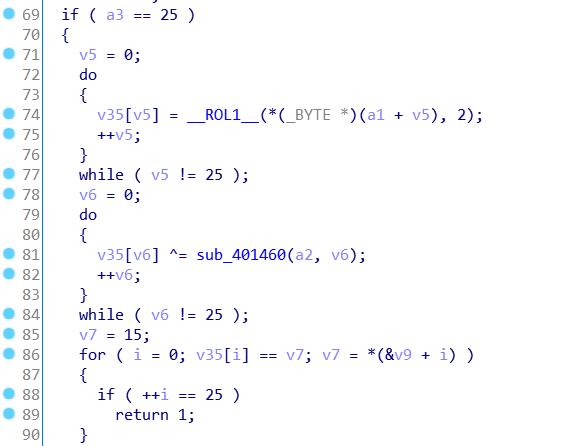 69 if ( a3 == 25 )
70 {
71 v5 = 0;
72 do
73 {
74 v35[v5] = __ROL1__(*(_BYTE *)(a1 + v5), 2);
75 ++v5;
76 }
77 while ( v5 != 25 );
78 v6 = 0;
79 do
80 {
81 v35[v6] ^= sub_401460(a2, v6);
82 ++v6;
83 }
84 while ( v6 != 25 );
85 v7 = 15;
86 for ( i = 0; v35[i] == v7; v7 = *(&v9 + i) )
87 {
88 if ( ++i == 25 )
89 return 1;
90 }